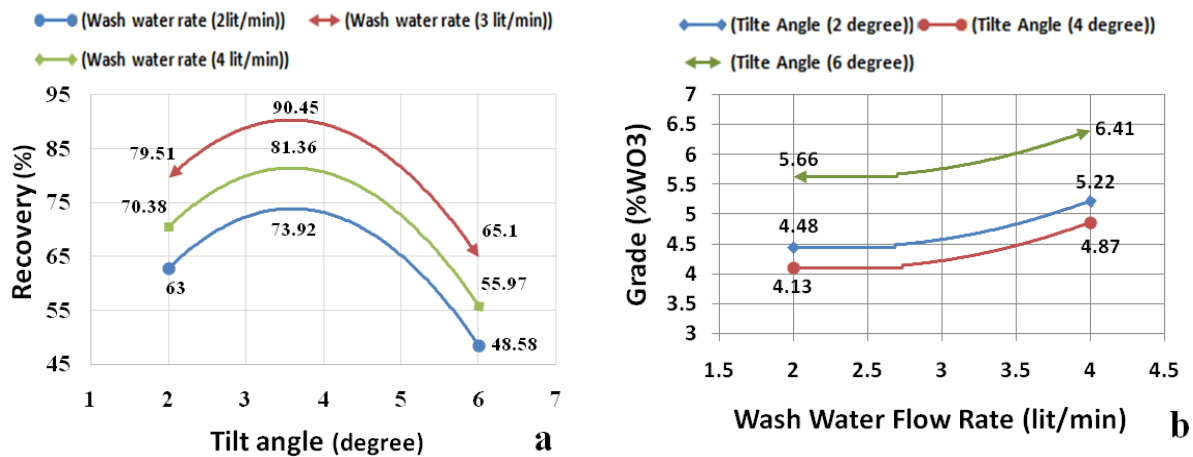 (Wash water rate (2lit/min)) (Wash water rate (3 lit/min))
(Wash water rate (4 lit/min))
95
85
75
65
55
45
Recovery (%)
90.45
79.51
81.36
70.38
73.92
65.1
63
55.97
48.58
1 2 3 4 5 6 7
Tilt angle (degree)
a
(Tilte Angle (2 degree)) (Tilte Angle (4 degree))
(Tilte Angle (6 degree))
7
6.5
6
5.5
5
4.5
4
3.5
3
Grade (%WO3)
6.41
5.66
5.22
4.48
4.87
4.13
1.5 2 2.5 3 3.5 4 4.5
Wash Water Flow Rate (lit/min)
b